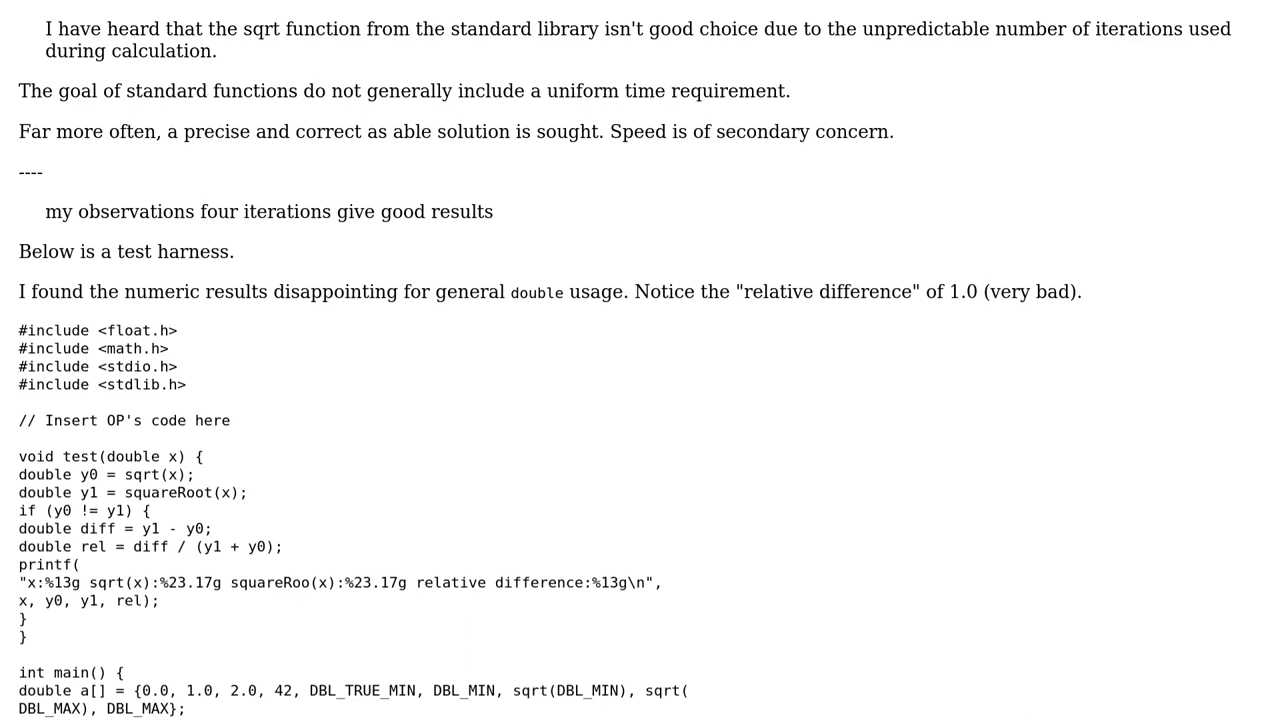 I have heard that the sqrt function from the standard library isn't good choice due to the unpredictable number of iterations used
during calculation.
The goal of standard functions do not generally include a uniform time requirement.
Far more often, a precise and correct as able solution is sought. Speed is of secondary concern.
----
my observations four iterations give good results
Below is a test harness.
I found the numeric results disappointing for general double usage. Notice the "relative difference" of 1.0 (very bad).
#include <float.h>
#include <math.h>
#include <stdio.h>
#include <stdlib.h>
// Insert OP's code here
void test(double x) {
double y0 = sqrt(x);
double y1 = squareRoot(x);
if (y0 != y1) {
double diff = y1 - y0;
double rel = diff / (y1 + y0);
printf(
"x:%13g sqrt(x):%23.17g squareRoo(x):%23.17g relative difference:%13g\n",
x, y0, y1, rel);
}
}
int main() {
double a[] = {0.0, 1.0, 2.0, 42, DBL_TRUE_MIN, DBL_MIN, sqrt(DBL_MIN), sqrt(
DBL_MAX), DBL_MAX};